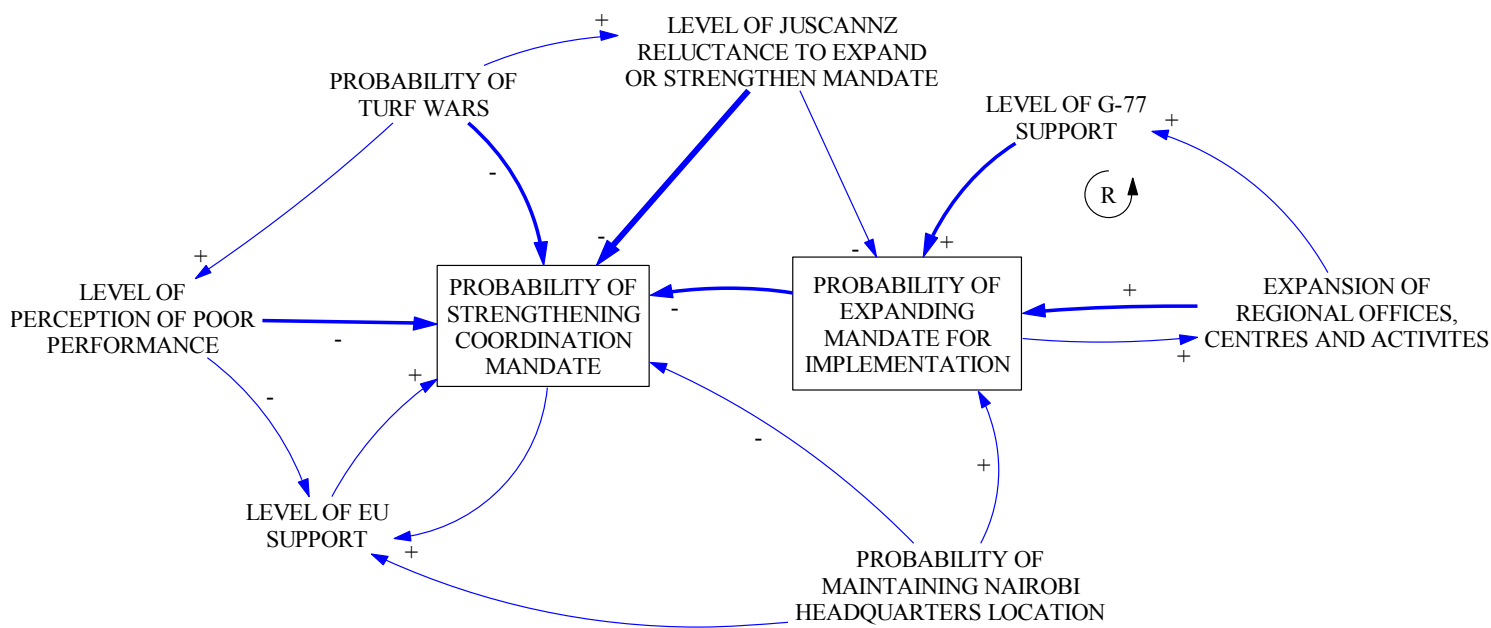 LEVEL OF JUSCANNZ
RELUCTANCE TO EXPAND
OR STRENGTHEN MANDATE
+
PROBABILITY OF
TURF WARS
LEVEL OF G-77
SUPPORT
+
-
R
+
-
-
+
LEVEL OF
PERCEPTION OF POOR
PERFORMANCE
-
PROBABILITY OF
STRENGTHENING
COORDINATION
MANDATE
-
PROBABILITY OF
EXPANDING
MANDATE FOR
IMPLEMENTATION
+
+
EXPANSION OF
REGIONAL OFFICES,
CENTRES AND ACTIVITES
-
+
-
+
LEVEL OF EU
SUPPORT
+
PROBABILITY OF
MAINTAINING NAIROBI
HEADQUARTERS LOCATION